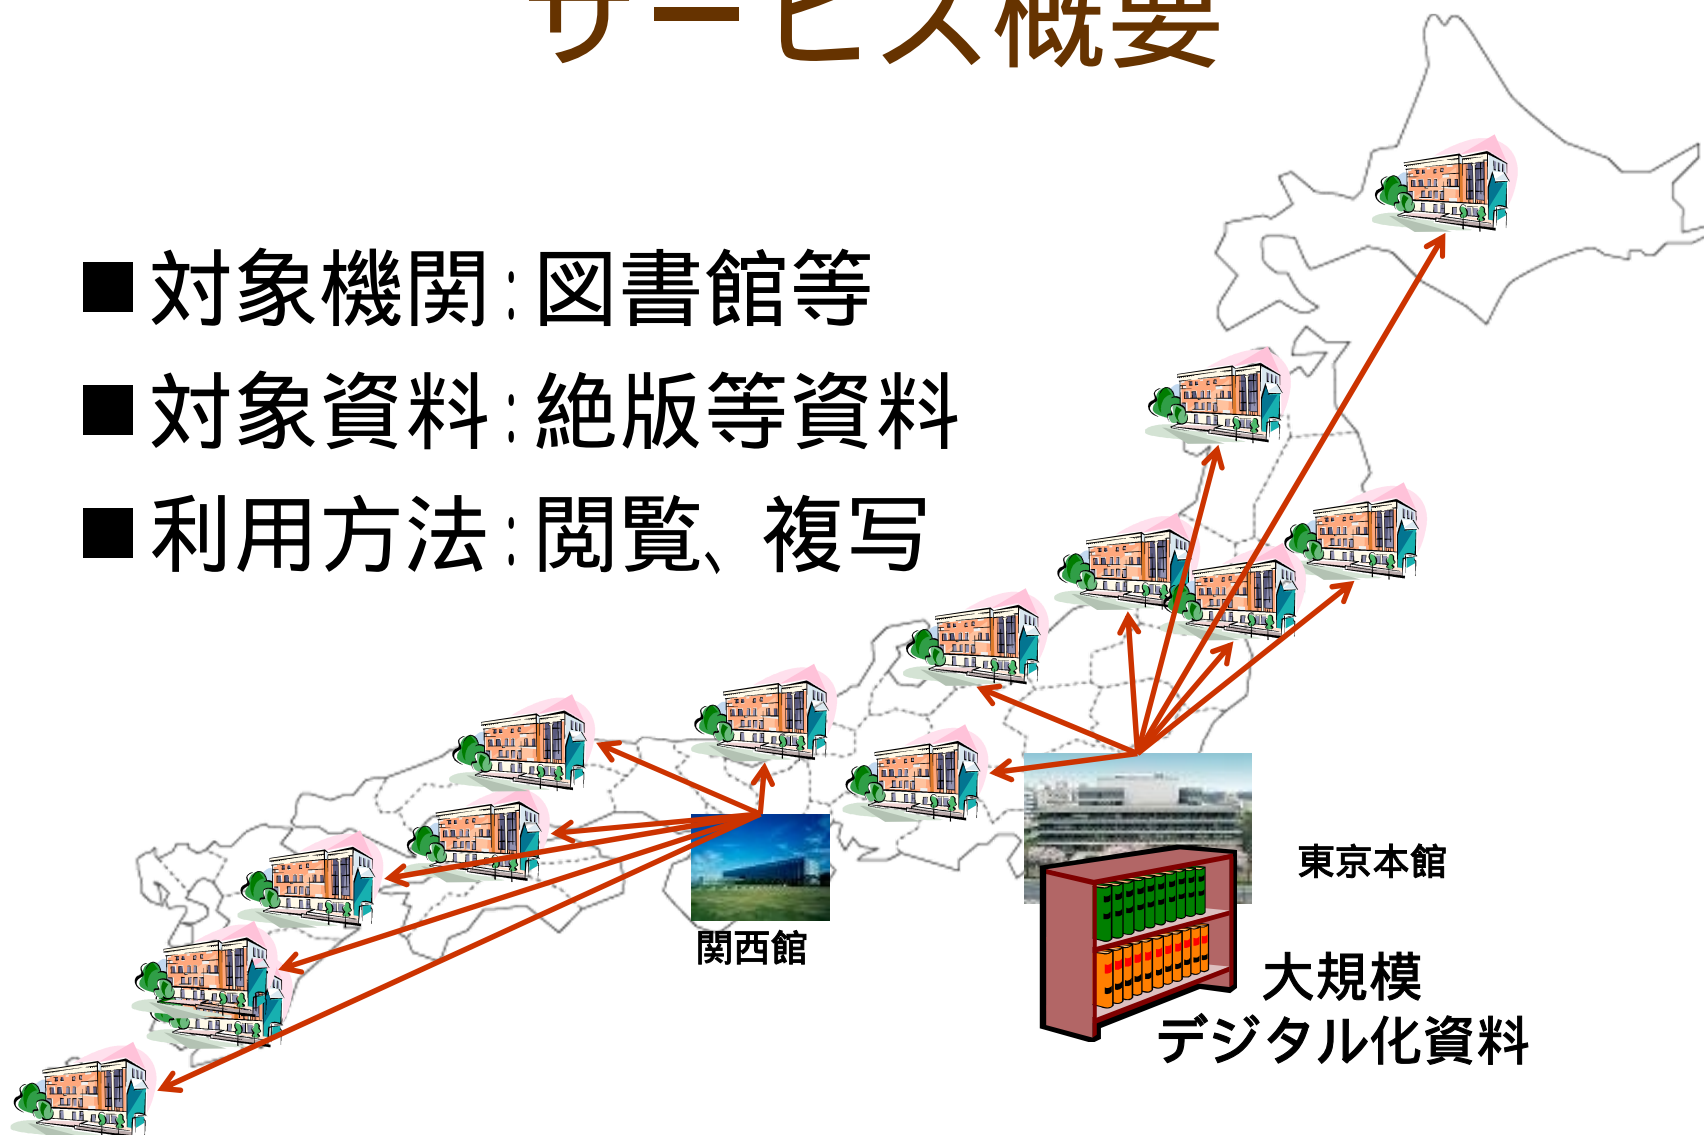 サービス概要
■対象機関:図書館等
■対象資料:絶版等資料
■利用方法:閲覧、複写
東京本館
関西館
大規模
デジタル化資料